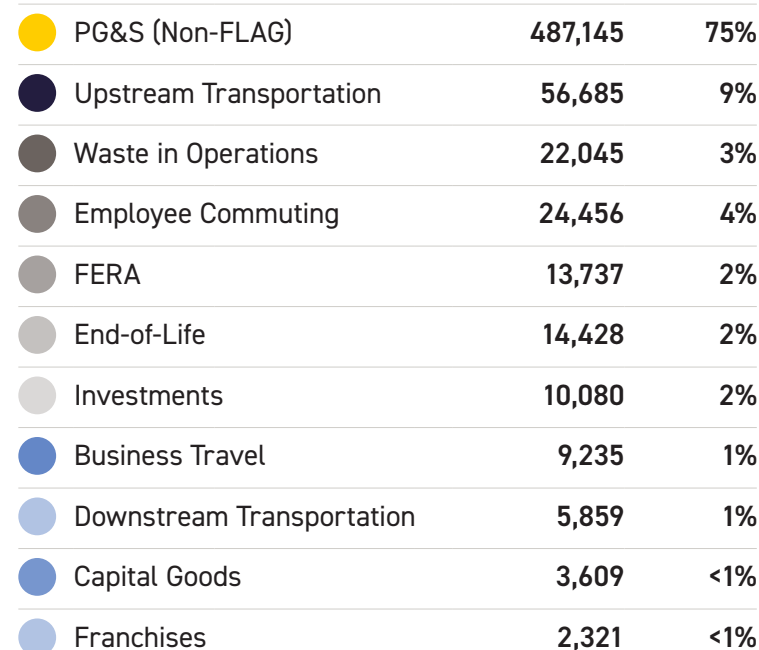 PG&S (Non-FLAG) 487,145 75%
Upstream Transportation 56,685 9%
Waste in Operations 22,045 3%
Employee Commuting 24,456 4%
FERA 13,737 2%
End-of-Life 14,428 2%
Investments 10,080 2%
Business Travel 9,235 1%
Downstream Transportation 5,859 1%
Capital Goods 3,609 <1%
Franchises 2,321 <1%